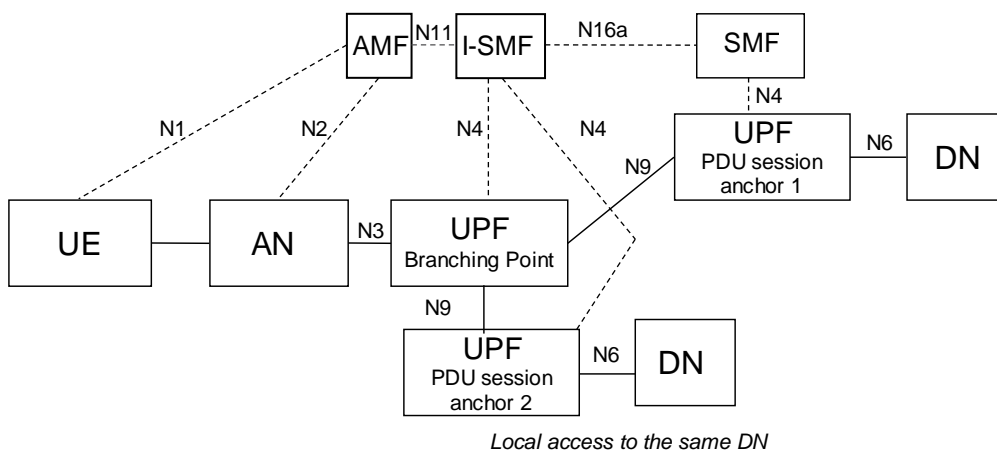 N11
N16a
AMF
I-SMF
SMF
N4
N1
N2
N4
N4
UPF
PDU session
anchor 1
N6
DN
N9
UE
AN
N3
UPF
Branching Point
N9
UPF
PDU session
anchor 2
N6
DN
Local access to the same DN